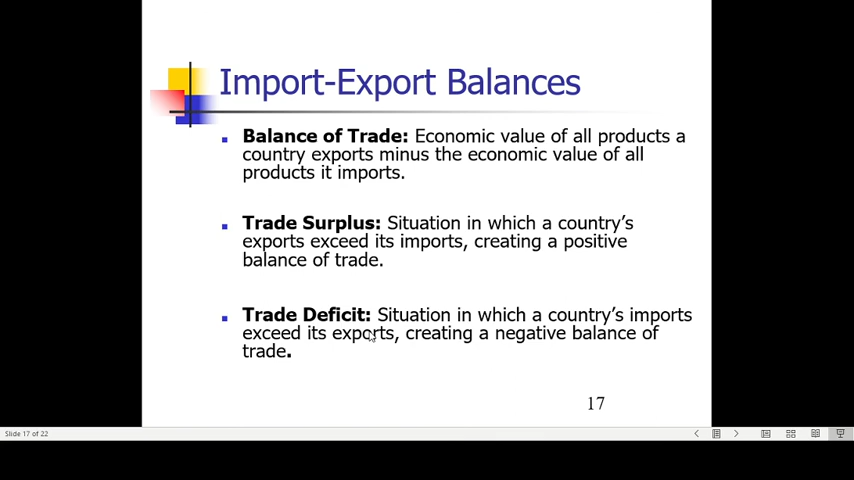 Import-Export Balances
Balance of Trade: Economic value of all products a
country exports minus the economic value of all
products it imports.
Trade Surplus: Situation in which a country's
exports exceed its imports, creating a positive
balance of trade.
Trade Deficit: Situation in which a country's imports
exceed its exports, creating a negative balance of
trade.
17
Slide 17 of 22